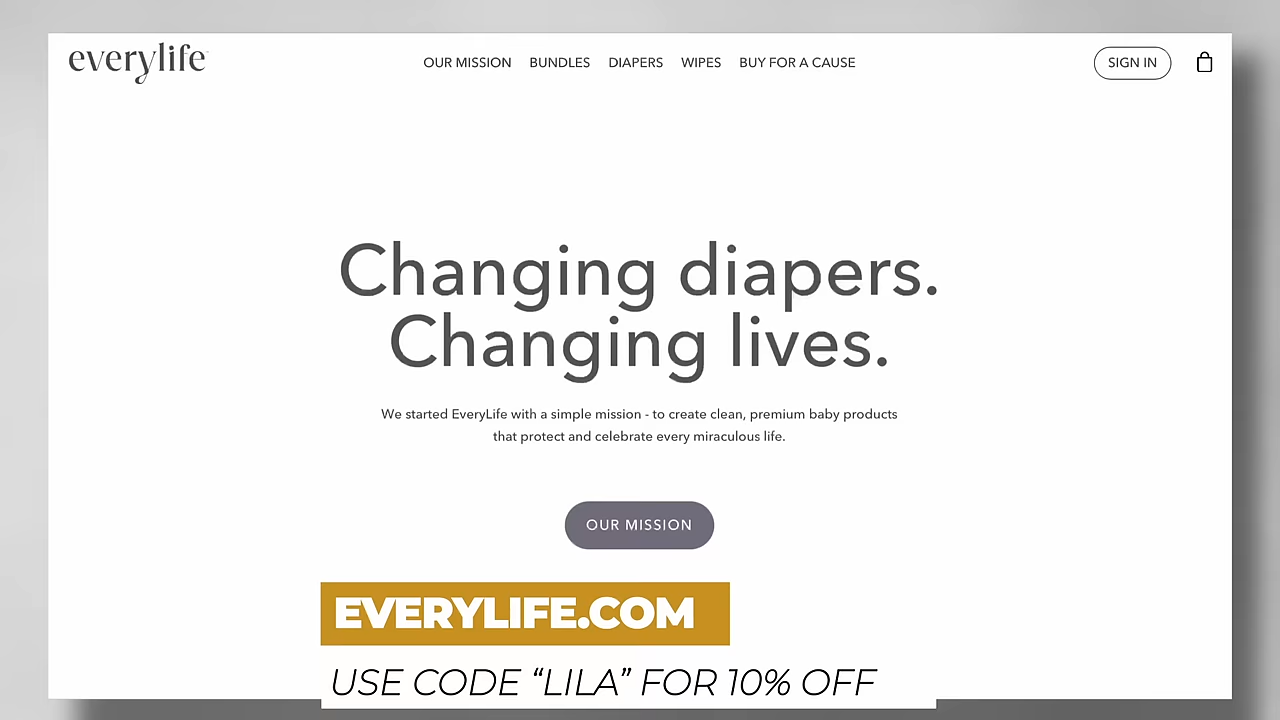 everylife
OUR MISSION BUNDLES DIAPERS WIPES BUY FOR A CAUSE SIGN IN
Changing diapers.
Changing lives.
We started EveryLife with a simple mission - to create clean, premium baby products
that protect and celebrate every miraculous life.
OUR MISSION
EVERYLIFE.COM
USE CODE “LILA” FOR 10% OFF